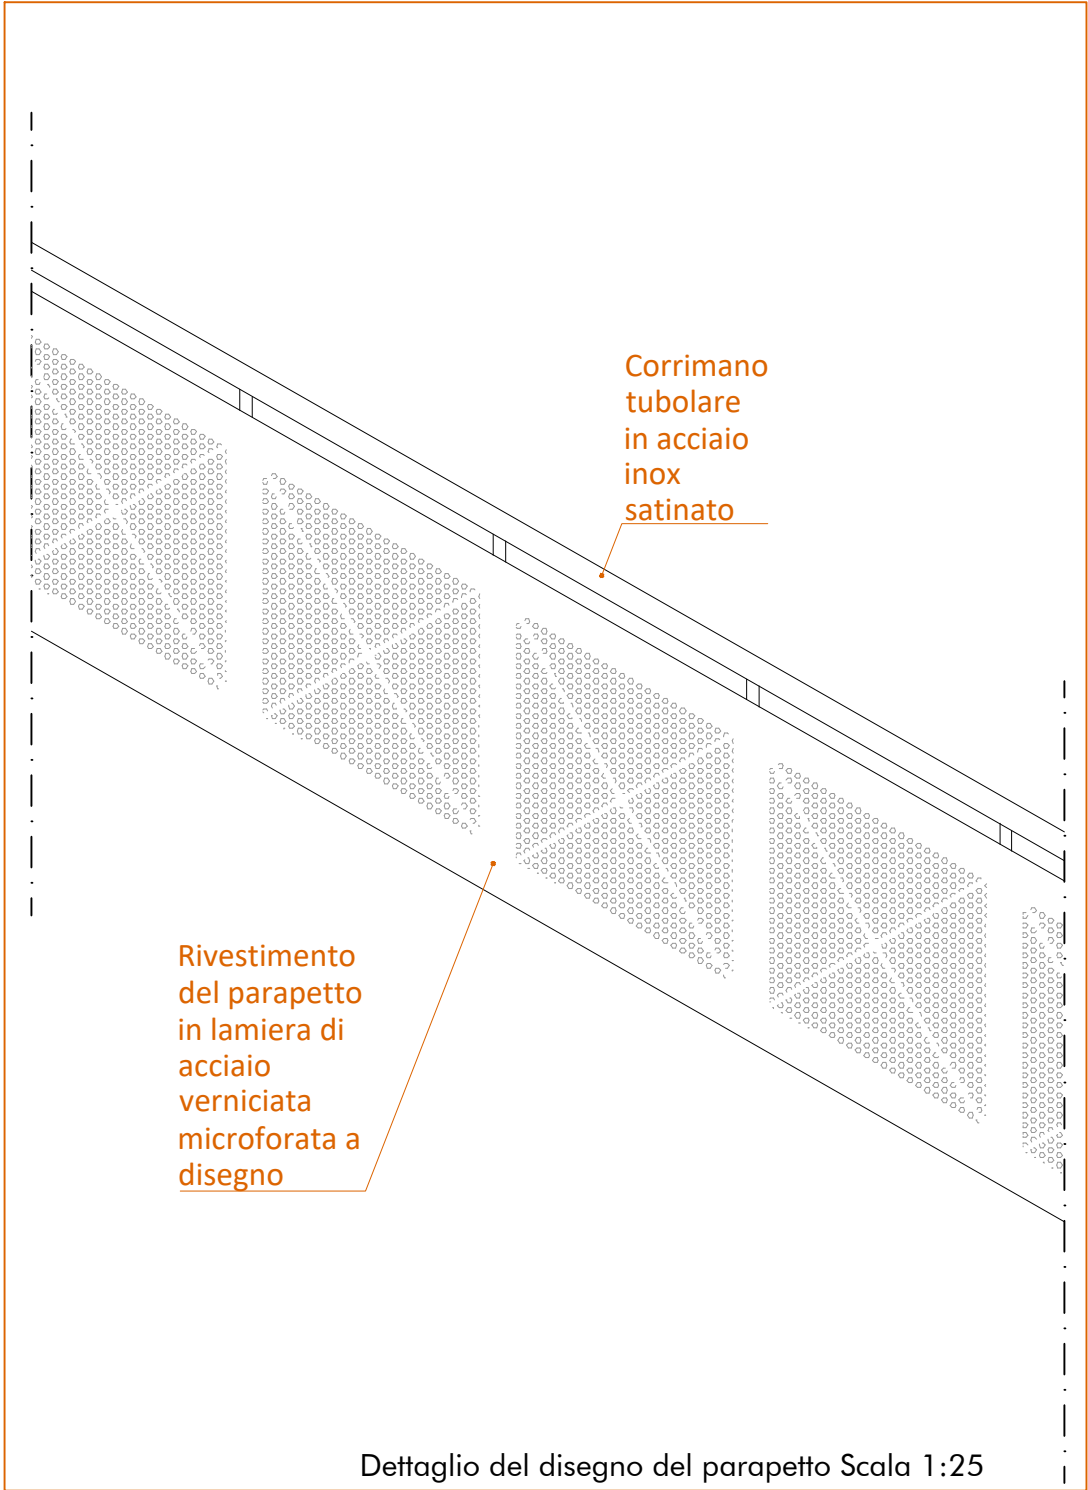 Corrimano
tubolare
in acciaio
inox
satinato
Rivestimento
del parapetto
in lamiera di
acciaio
verniciata
microforata a
disegno
Dettaglio del disegno del parapetto Scala 1:25